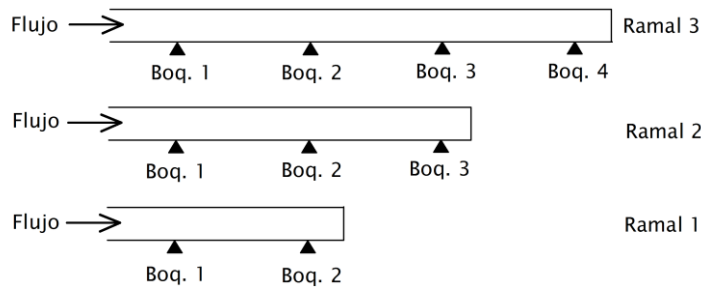 Flujo Ramal 3
Boq. 1 Boq. 2 Boq. 3 Boq. 4
Flujo Ramal 2
Boq. 1 Boq. 2 Boq. 3
Flujo Ramal 1
Boq. 1 Boq. 2